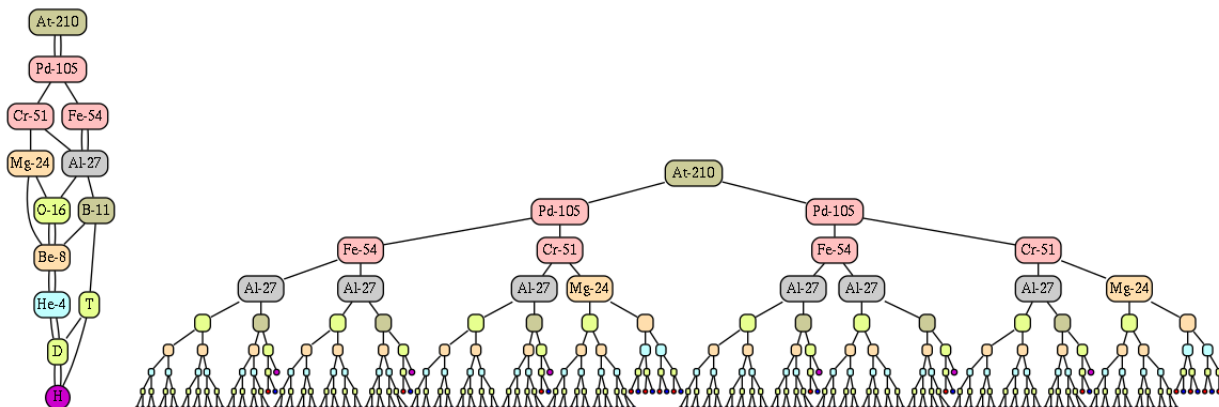 At-210
Pd-105
Cr-51 Fe-54
Mg-24 Al-27
O-16 B-11
Be-8
He-4 T
D
H
At-210
Pd-105 Pd-105
Fe-54 Cr-51 Fe-54 Cr-51
Al-27 Al-27 Al-27 Mg-24 Al-27 Al-27 Al-27 Mg-24